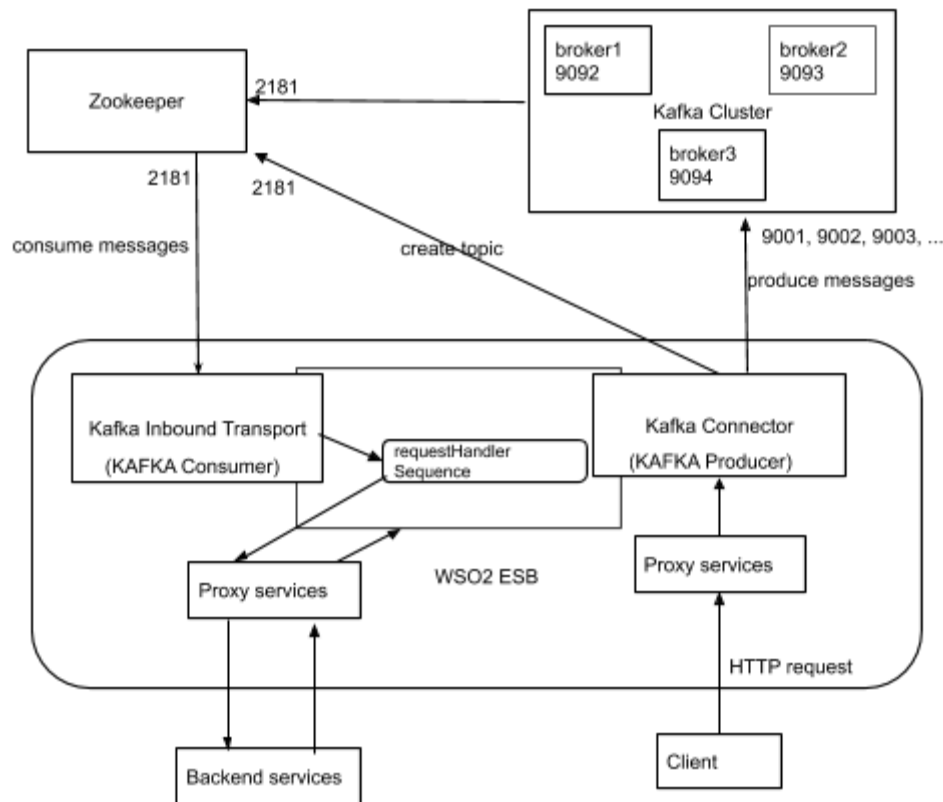 broker1
9092
broker2
9093
Zookeeper
2181
Kafka Cluster
broker3
9094
2181
2181
consume messages
create topic
9001, 9002, 9003, ...
produce messages
Kafka Inbound Transport
(KAFKA Consumer)
requestHandler
Sequence
Kafka Connector
(KAFKA Producer)
Proxy services
WSO2 ESB
Proxy services
HTTP request
Backend services
Client